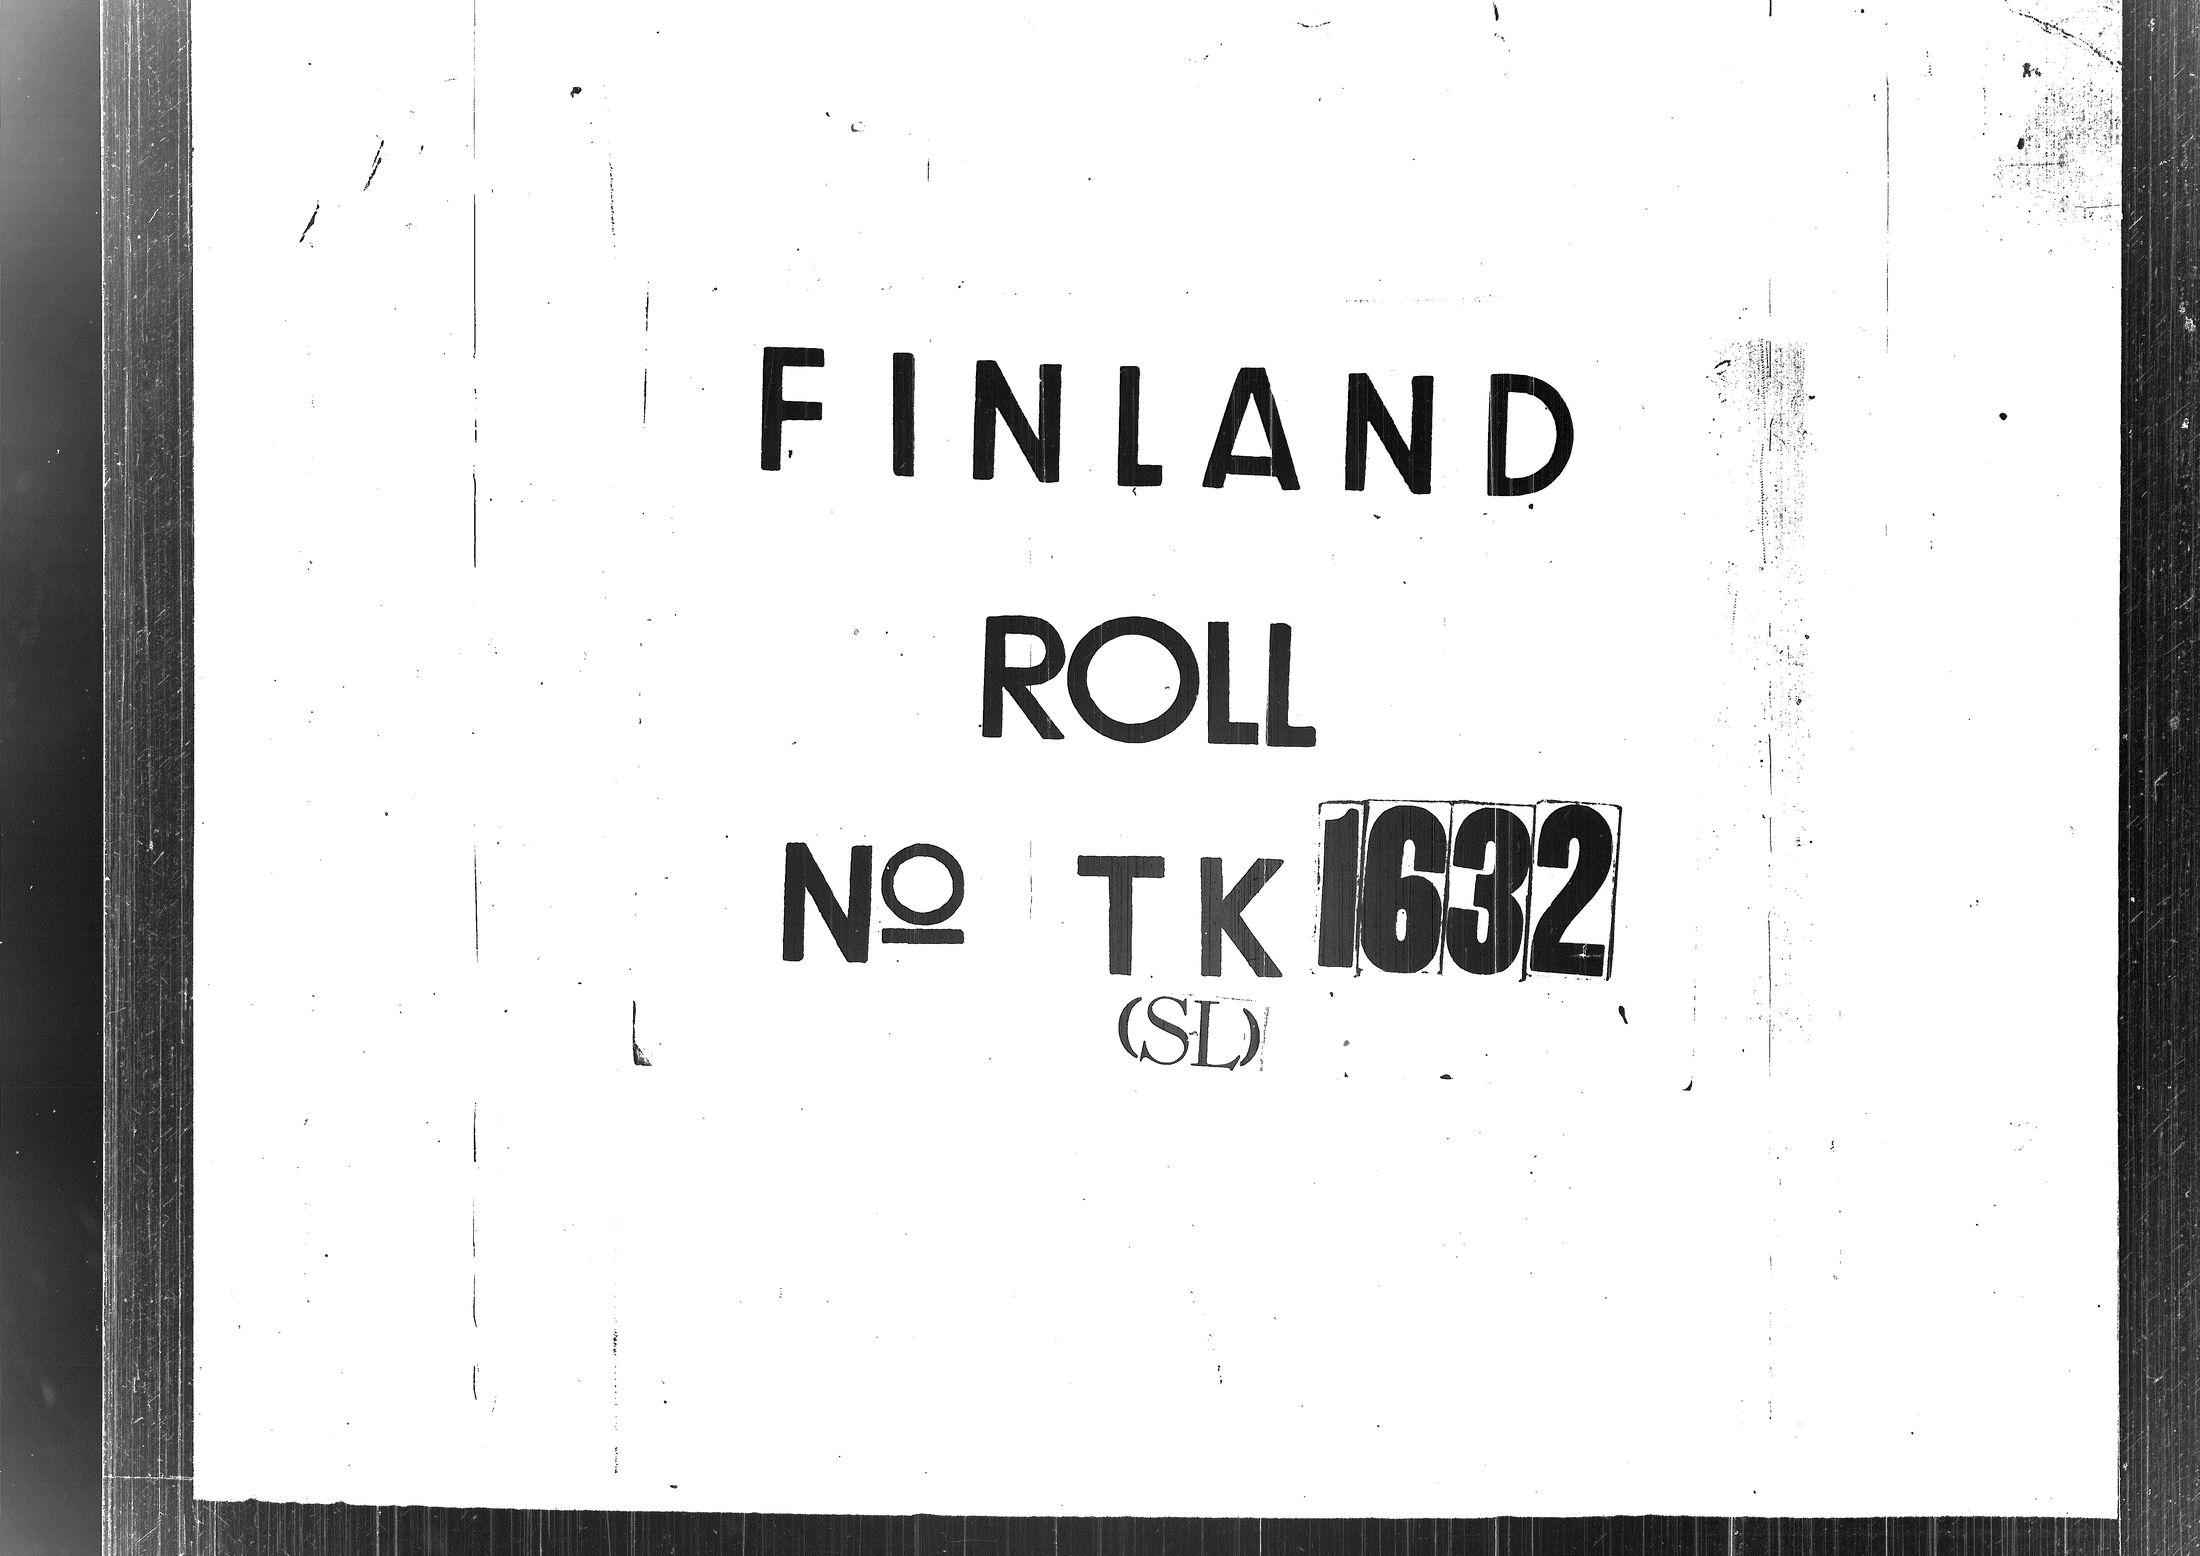 FINLAND
ROLL
Nº TK 1632
(SL)